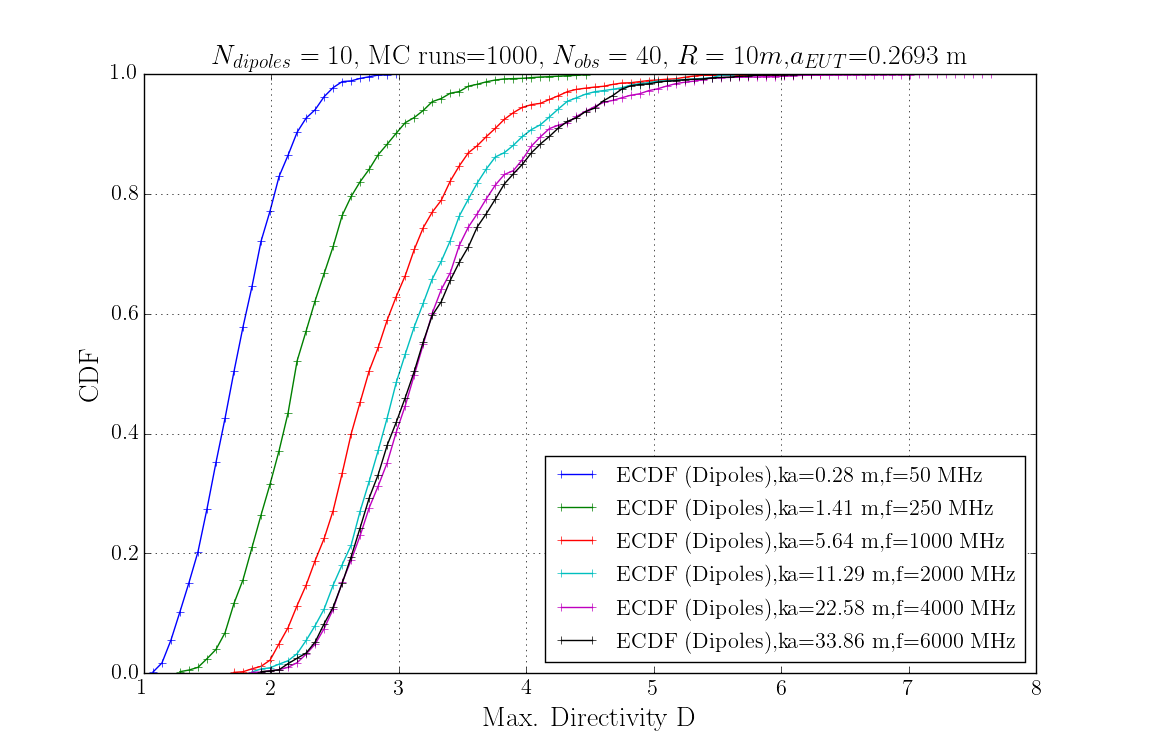 N_dipoles = 10, MC runs=1000, N_obs = 40, R = 10m,a_EUT=0.2693 m
1.0
0.8
0.6
0.4
0.2
0.0
CDF
ECDF (Dipoles),ka=0.28 m,f=50 MHz
ECDF (Dipoles),ka=1.41 m,f=250 MHz
ECDF (Dipoles),ka=5.64 m,f=1000 MHz
ECDF (Dipoles),ka=11.29 m,f=2000 MHz
ECDF (Dipoles),ka=22.58 m,f=4000 MHz
ECDF (Dipoles),ka=33.86 m,f=6000 MHz
1 2 3 4 5 6 7 8
Max. Directivity D